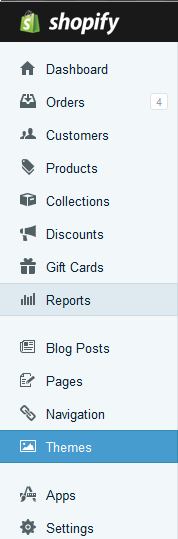 shopify
Dashboard
Orders 4
Customers
Products
Collections
Discounts
Gift Cards
Reports
Blog Posts
Pages
Navigation
Themes
Apps
Settings